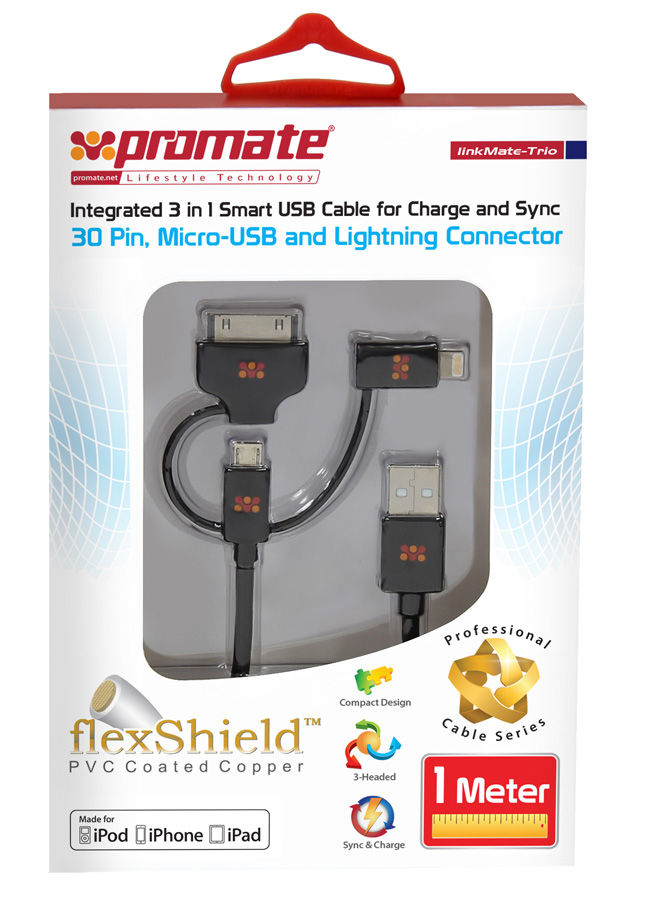 promate®
linkMate-Trio
promate.net Lifestyle Technology
Integrated 3 in 1 Smart USB Cable for Charge and Sync
30 Pin, Micro-USB and Lightning Connector
Professional
Cable Series
Compact Design
flexShield™
PVC Coated Copper
3-Headed
1 Meter
Made for
iPod iPhone iPad
Sync & Charge